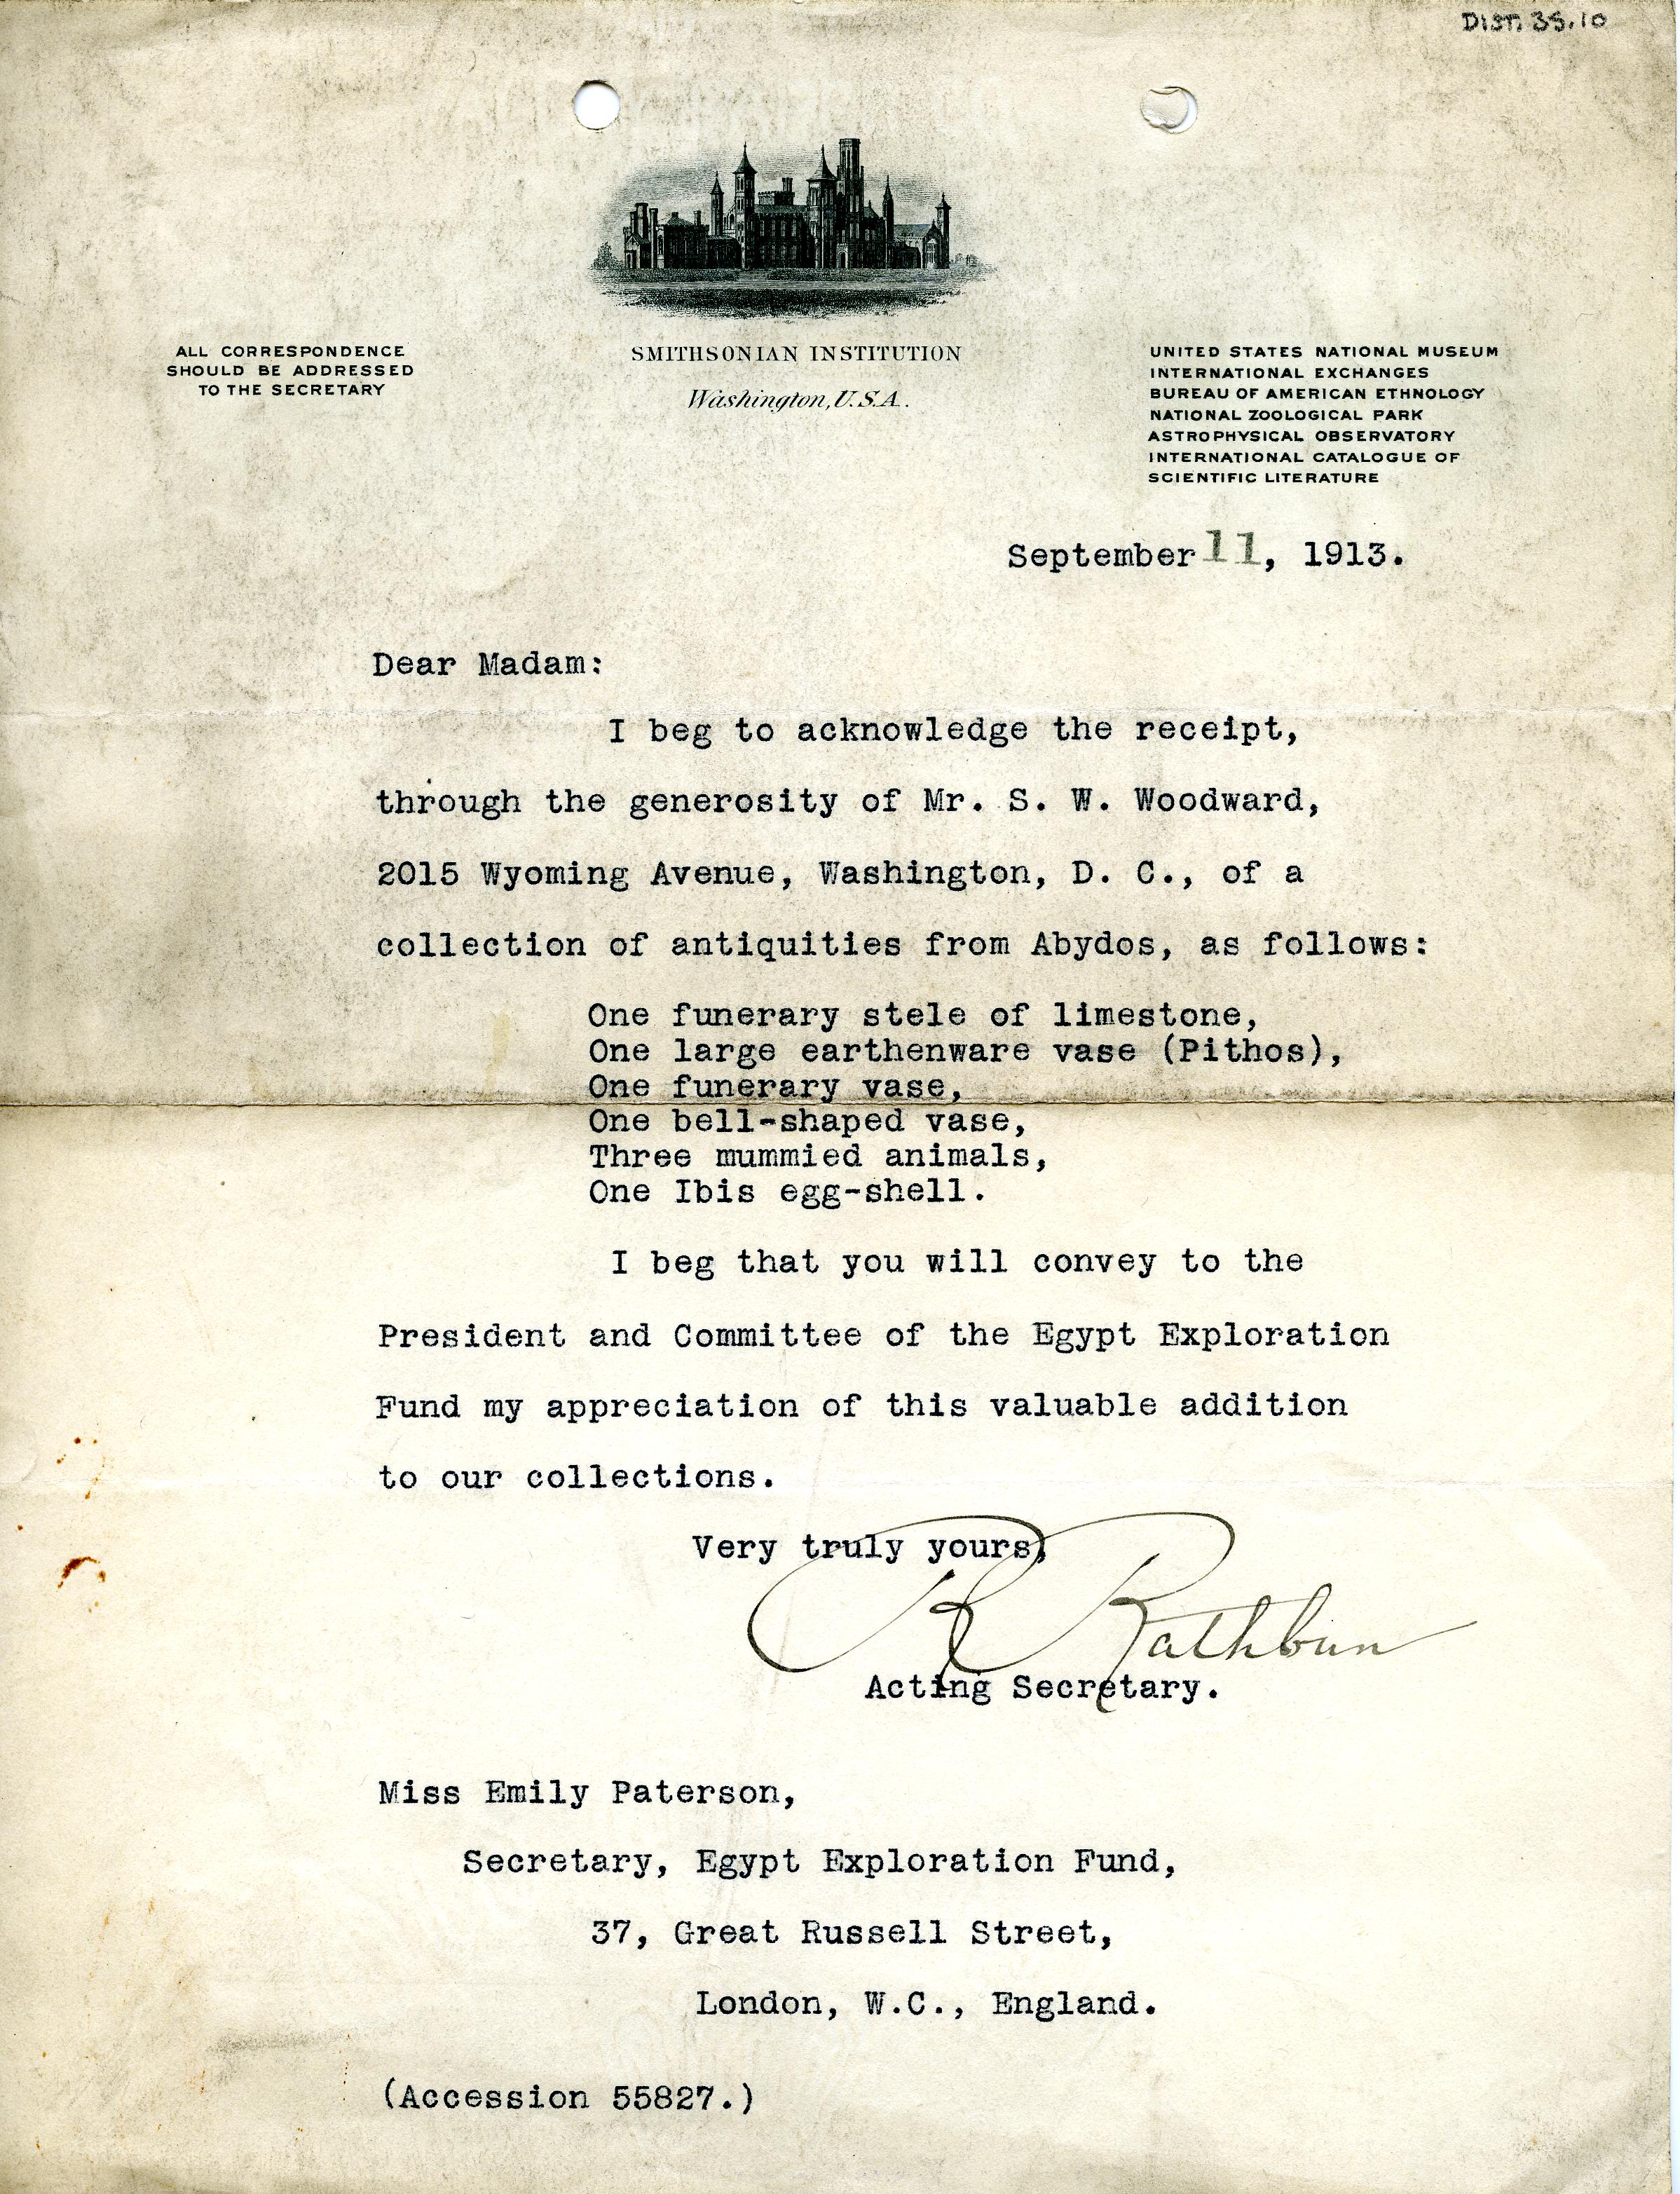 DIST. 35.10
ALL CORRESPONDENCE
SHOULD BE ADDRESSED
TO THE SECRETARY
SMITHSONIAN INSTITUTION
Washington, U.S.A.
UNITED STATES NATIONAL MUSEUM
INTERNATIONAL EXCHANGES
BUREAU OF AMERICAN ETHNOLOGY
NATIONAL ZOOLOGICAL PARK
ASTROPHYSICAL OBSERVATORY
INTERNATIONAL CATALOGUE OF
SCIENTIFIC LITERATURE
September 11, 1913.
Dear Madam:
I beg to acknowledge the receipt,
through the generosity of Mr. S. W. Woodward,
2015 Wyoming Avenue, Washington, D. C., of a
collection of antiquities from Abydos, as follows:
One funerary stele of limestone,
One large earthenware vase (Pithos),
One funerary vase,
One bell-shaped vase,
Three mummied animals,
One Ibis egg-shell.
I beg that you will convey to the
President and Committee of the Egypt Exploration
Fund my appreciation of this valuable addition
to our collections.
Very truly yours,
R Rathbun
Acting Secretary.
Miss Emily Paterson,
Secretary, Egypt Exploration Fund,
37, Great Russell Street,
London, W.C., England.
(Accession 55827.)